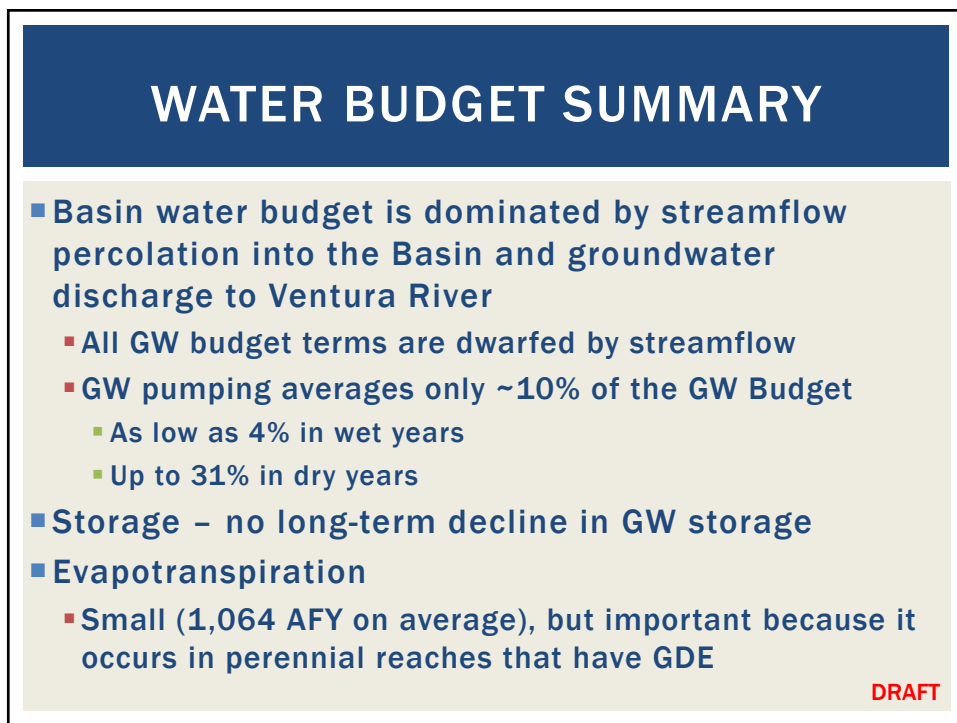 WATER BUDGET SUMMARY
Basin water budget is dominated by streamflow
percolation into the Basin and groundwater
discharge to Ventura River
All GW budget terms are dwarfed by streamflow
GW pumping averages only ~10% of the GW Budget
As low as 4% in wet years
Up to 31% in dry years
Storage – no long-term decline in GW storage
Evapotranspiration
Small (1,064 AFY on average), but important because it
occurs in perennial reaches that have GDE
DRAFT